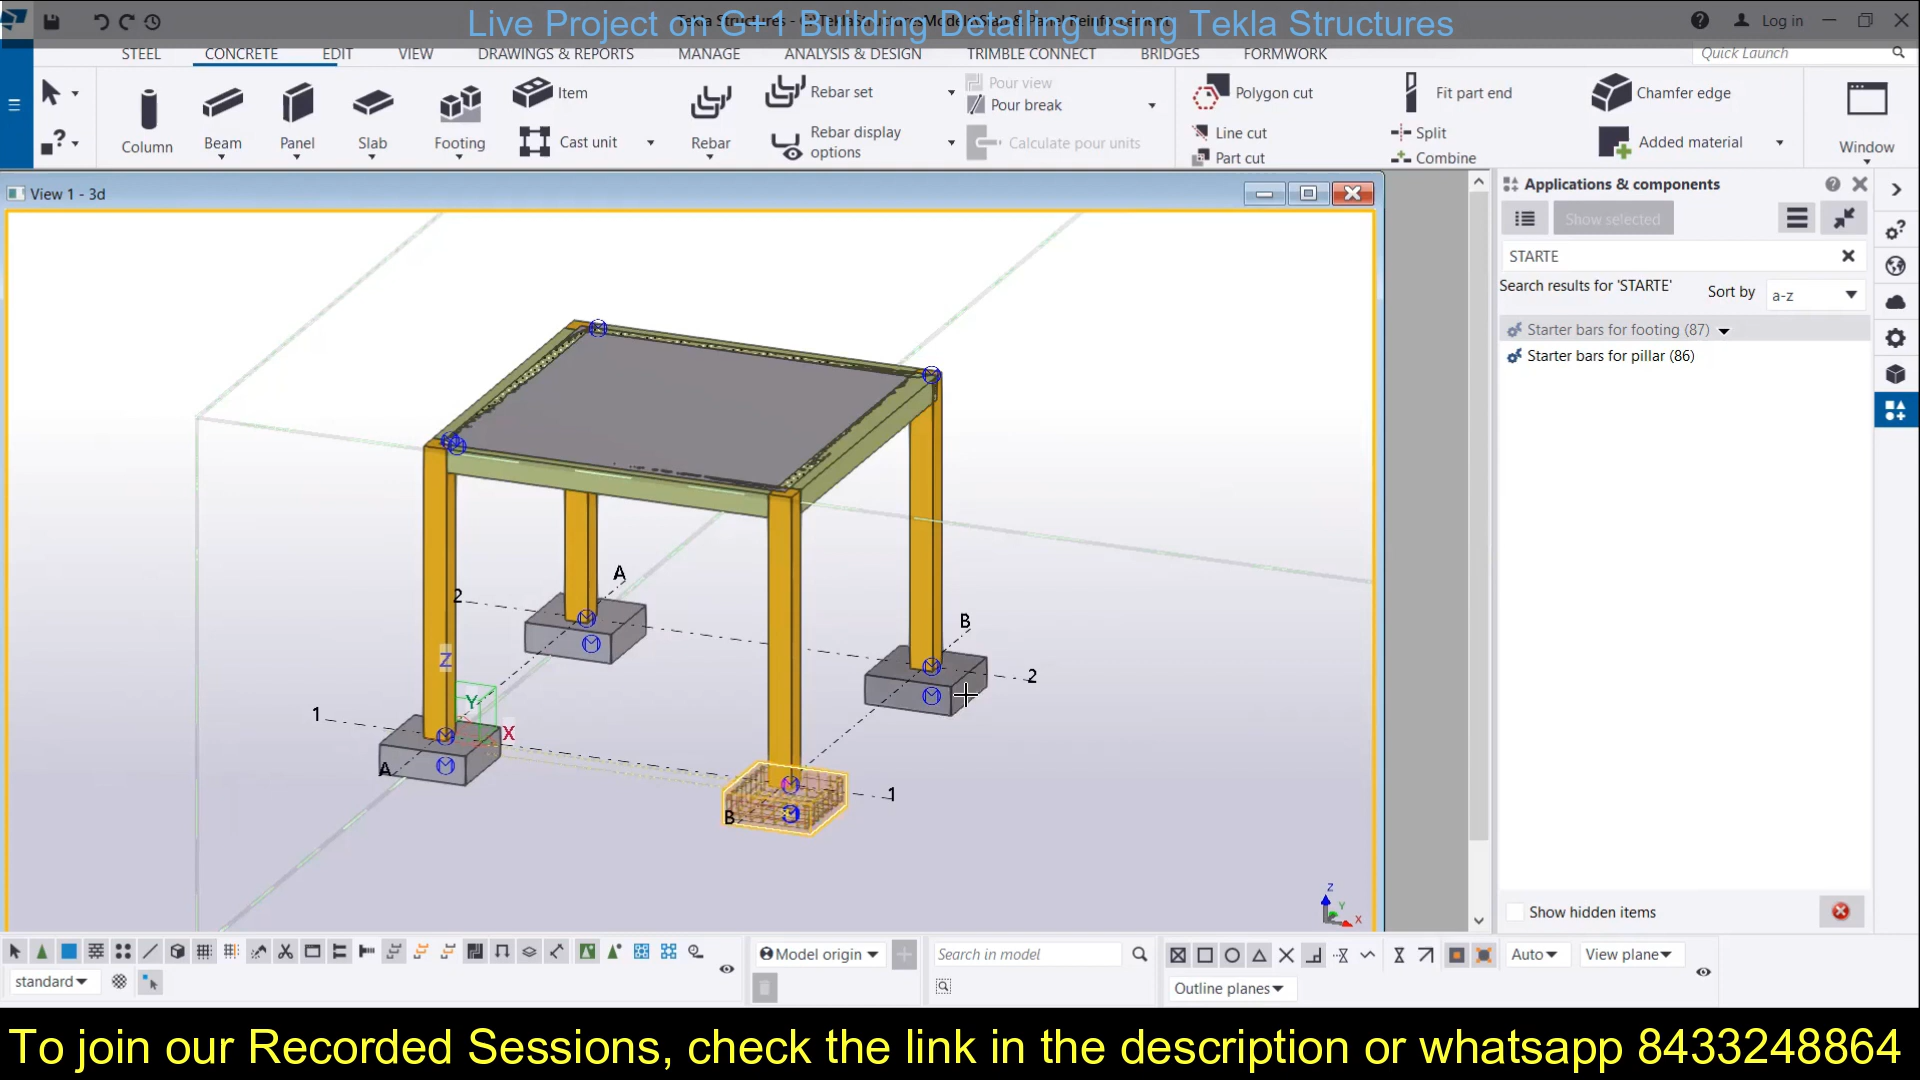 Live Project on G+1 Building Detailing using Tekla Structures
Log in
STEEL CONCRETE EDIT VIEW DRAWINGS & REPORTS MANAGE ANALYSIS & DESIGN TRIMBLE CONNECT BRIDGES FORMWORK
Quick Launch
Column
Beam
Panel
Slab
Footing
Item
Cast unit
Rebar
Rebar set
Rebar display
options
Pour view
Pour break
Calculate pour units
Polygon cut
Line cut
Part cut
Fit part end
Split
Combine
Chamfer edge
Added material
Window
View 1 - 3d
A
2
B
Z
2
Y
1
X
A
1
B
Z
Y
X
Applications & components
Show selected
STARTE
Search results for 'STARTE'
Sort by
a-z
Starter bars for footing (87)
Starter bars for pillar (86)
Show hidden items
Model origin
Search in model
Auto
View plane
standard
Outline planes
To join our Recorded Sessions, check the link in the description or whatsapp 8433248864